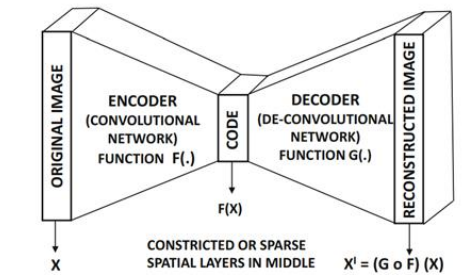 ORIGINAL IMAGE
ENCODER
(CONVOLUTIONAL
NETWORK)
FUNCTION F(.)
CODE
DECODER
(DE-CONVOLUTIONAL
NETWORK)
FUNCTION G(.)
RECONSTRUCTED IMAGE
F(X)
X
CONSTRICTED OR SPARSE
SPATIAL LAYERS IN MIDDLE
Xᴵ = (G o F) (X)